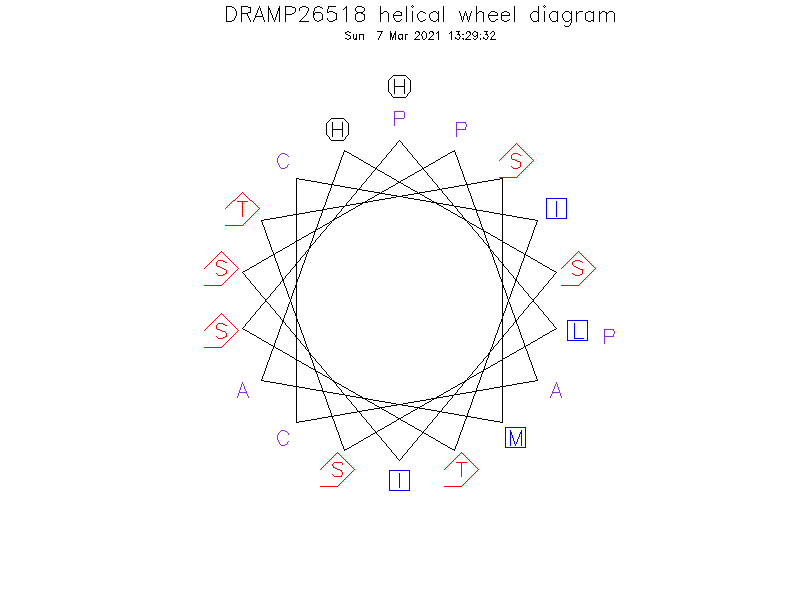 DRAMP26518 helical wheel diagram
Sun 7 Mar 2021 13:29:32
H
H P P
C S
T I
S S
S L P
A A
C M
S I T